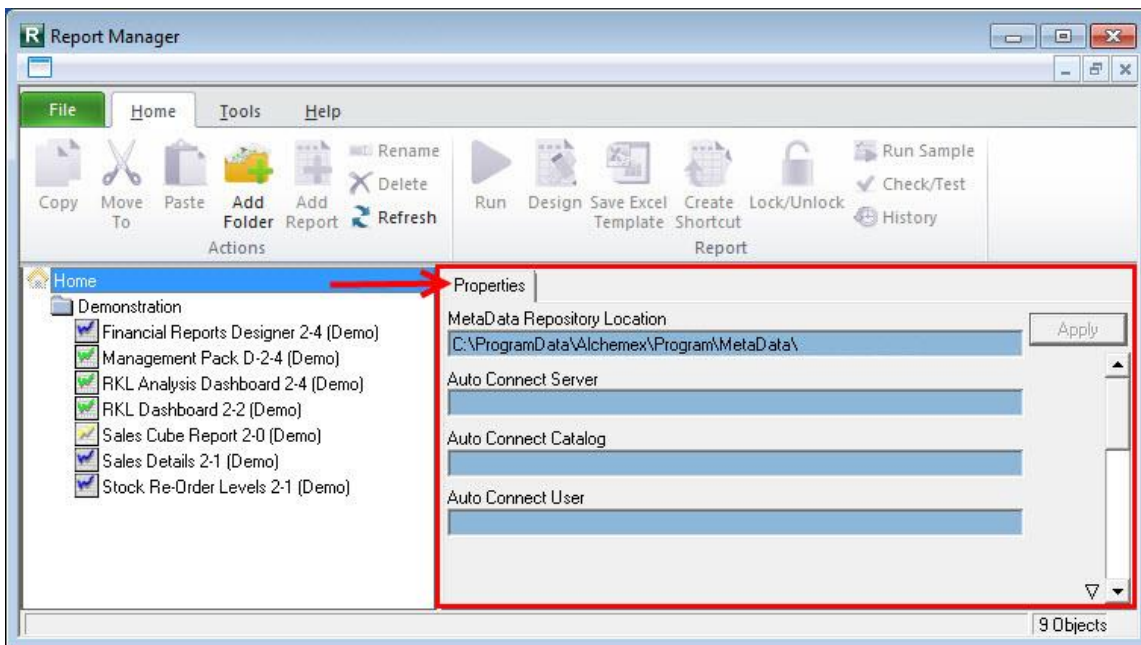 Report Manager
File Home Tools Help
Copy
Move To
Paste
Add Folder
Add Report
Rename
Delete
Refresh
Actions
Run
Design
Save Excel Template
Create Shortcut
Lock/Unlock
Run Sample
Check/Test
History
Report
Home
Demonstration
Financial Reports Designer 2-4 (Demo)
Management Pack D-2-4 (Demo)
RKL Analysis Dashboard 2-4 (Demo)
RKL Dashboard 2-2 (Demo)
Sales Cube Report 2-0 (Demo)
Sales Details 2-1 (Demo)
Stock Re-Order Levels 2-1 (Demo)
Properties
MetaData Repository Location
C:\ProgramData\Alchemex\Program\MetaData\
Apply
Auto Connect Server
Auto Connect Catalog
Auto Connect User
9 Objects